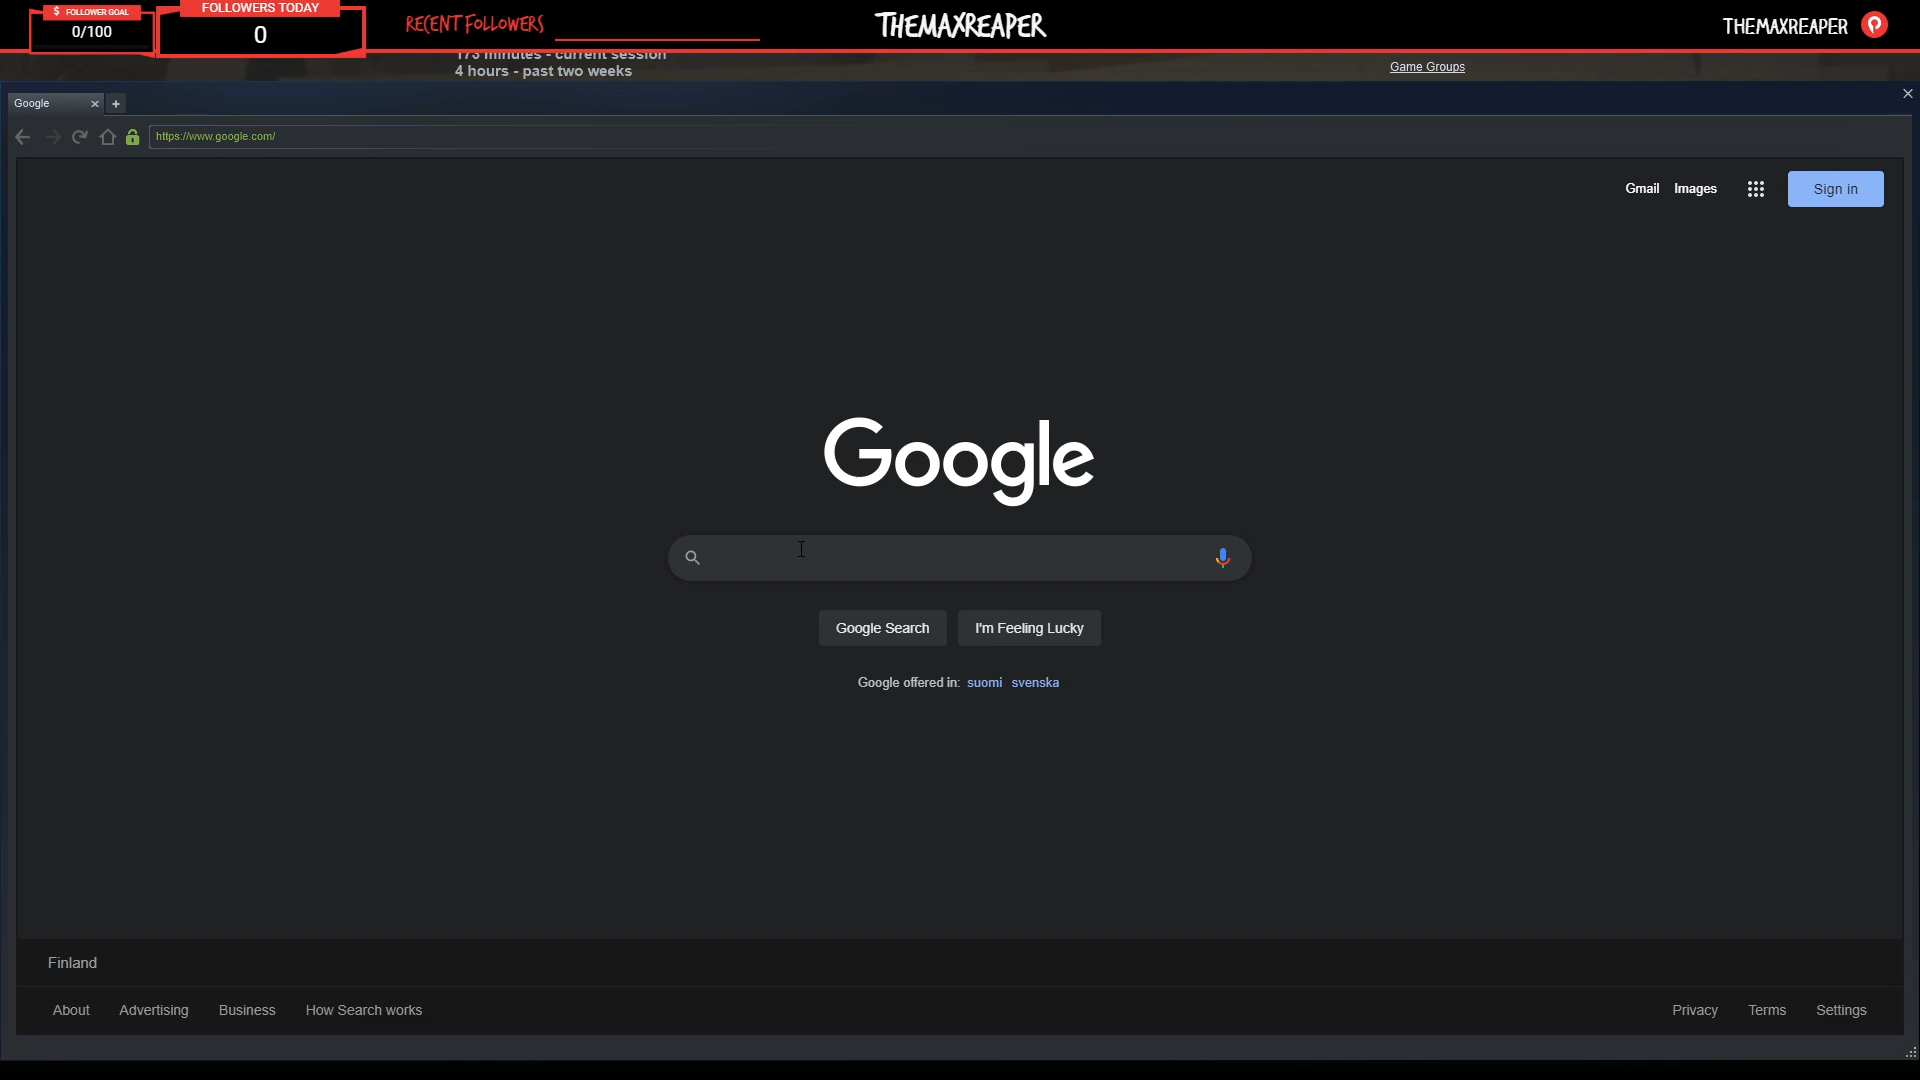 $ FOLLOWER GOAL
0/100
FOLLOWERS TODAY
0
RECENT FOLLOWERS
THEMAXREAPER
THEMAXREAPER
173 minutes - current session
4 hours - past two weeks
Game Groups
Google
https://www.google.com/
Gmail Images Sign in
Google
Google Search I'm Feeling Lucky
Google offered in: suomi svenska
Finland
About Advertising Business How Search works Privacy Terms Settings